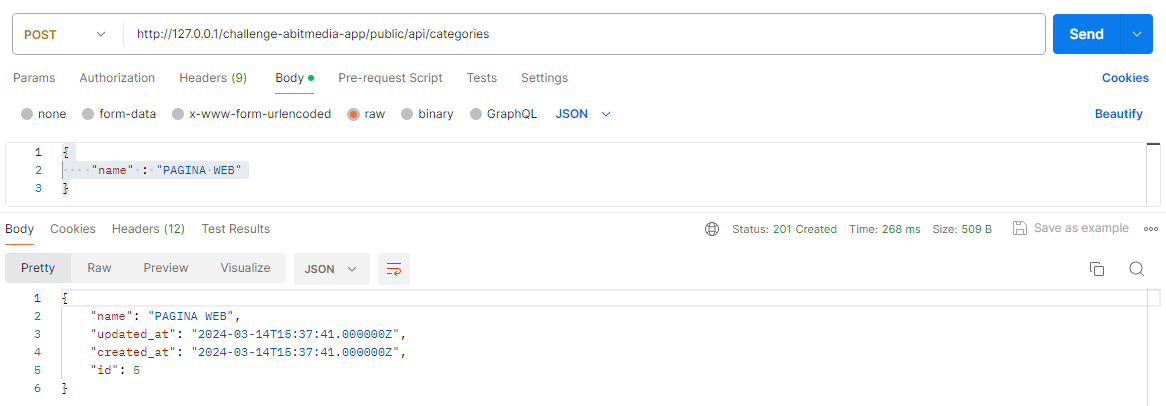 POST http://127.0.0.1/challenge-abitmedia-app/public/api/categories Send
Params Authorization Headers (9) Body Pre-request Script Tests Settings Cookies
none form-data x-www-form-urlencoded raw binary GraphQL JSON Beautify
1 {
2 "name" : "PAGINA WEB"
3 }
Body Cookies Headers (12) Test Results Status: 201 Created Time: 268 ms Size: 509 B Save as example
Pretty Raw Preview Visualize JSON
1 {
2 "name": "PAGINA WEB",
3 "updated_at": "2024-03-14T15:37:41.000000Z",
4 "created_at": "2024-03-14T15:37:41.000000Z",
5 "id": 5
6 }